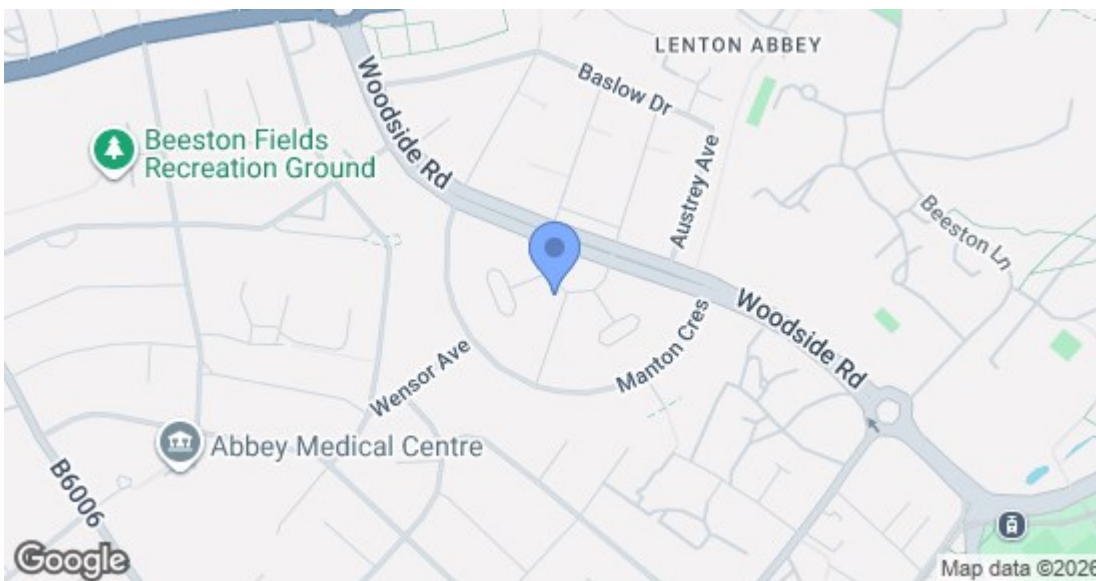 LENTON ABBEY
Baslow Dr
Woodside Rd
Beeston Fields
Recreation Ground
Austrey Ave
Beeston Ln
Woodside Rd
Manton Cres
Wensor Ave
Abbey Medical Centre
B6006
Google
Map data ©2026